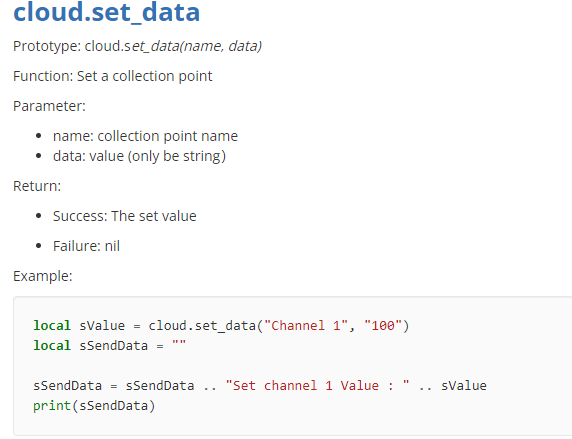 cloud.set_data
Prototype: cloud.set_data(name, data)
Function: Set a collection point
Parameter:
• name: collection point name
• data: value (only be string)
Return:
• Success: The set value
• Failure: nil
Example:
local sValue = cloud.set_data("Channel 1", "100")
local sSendData = ""
sSendData = sSendData .. "Set channel 1 Value : " .. sValue
print(sSendData)